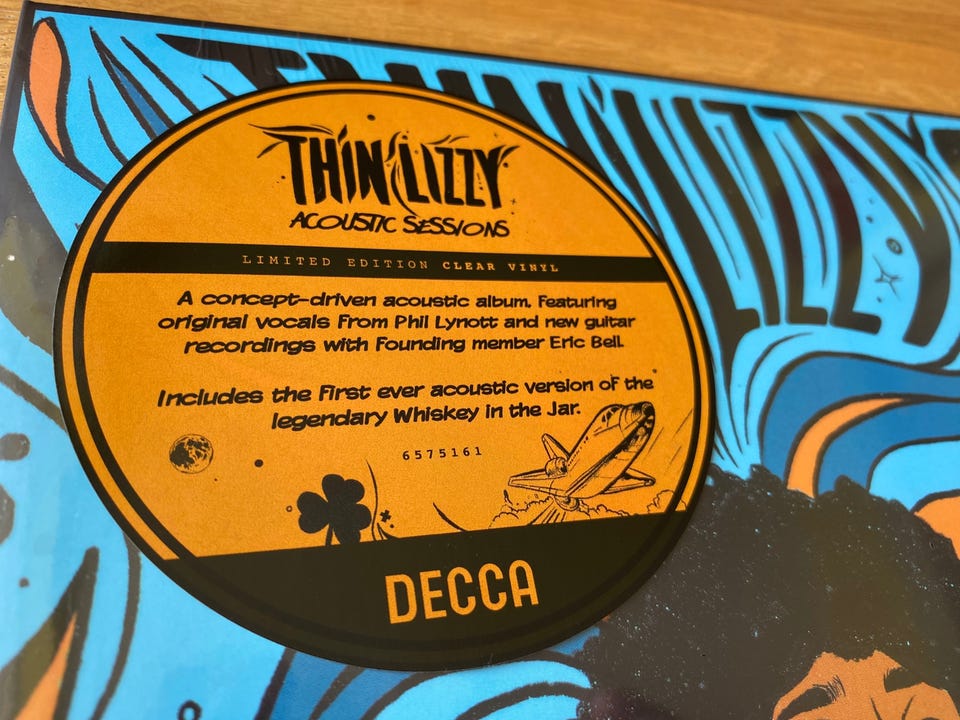 THIN LIZZY
THIN LIZZY
ACOUSTIC SESSIONS
LIMITED EDITION CLEAR VINYL
A concept-driven acoustic album. Featuring
original vocals From Phil Lynott and new guitar
recordings with Founding member Eric Bell.
Includes the First ever acoustic version of the
legendary Whiskey in the Jar.
6575161
DECCA